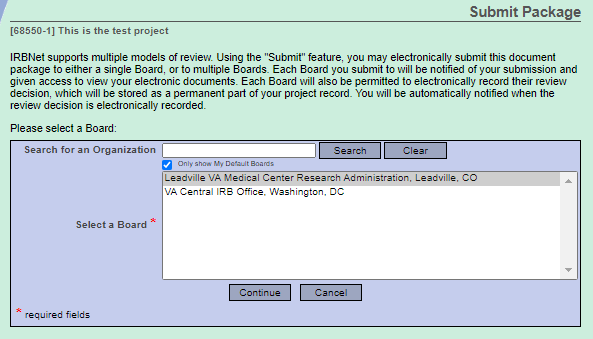 Submit Package
[68550-1] This is the test project
IRBNet supports multiple models of review. Using the "Submit" feature, you may electronically submit this document
package to either a single Board, or to multiple Boards. Each Board you submit to will be notified of your submission and
given access to view your electronic documents. Each Board will also be permitted to electronically record their review
decision, which will be stored as a permanent part of your project record. You will be automatically notified when the
review decision is electronically recorded.
Please select a Board:
Search for an Organization Search Clear
Only show My Default Boards
Leadville VA Medical Center Research Administration, Leadville, CO
VA Central IRB Office, Washington, DC
Select a Board *
Continue Cancel
* required fields